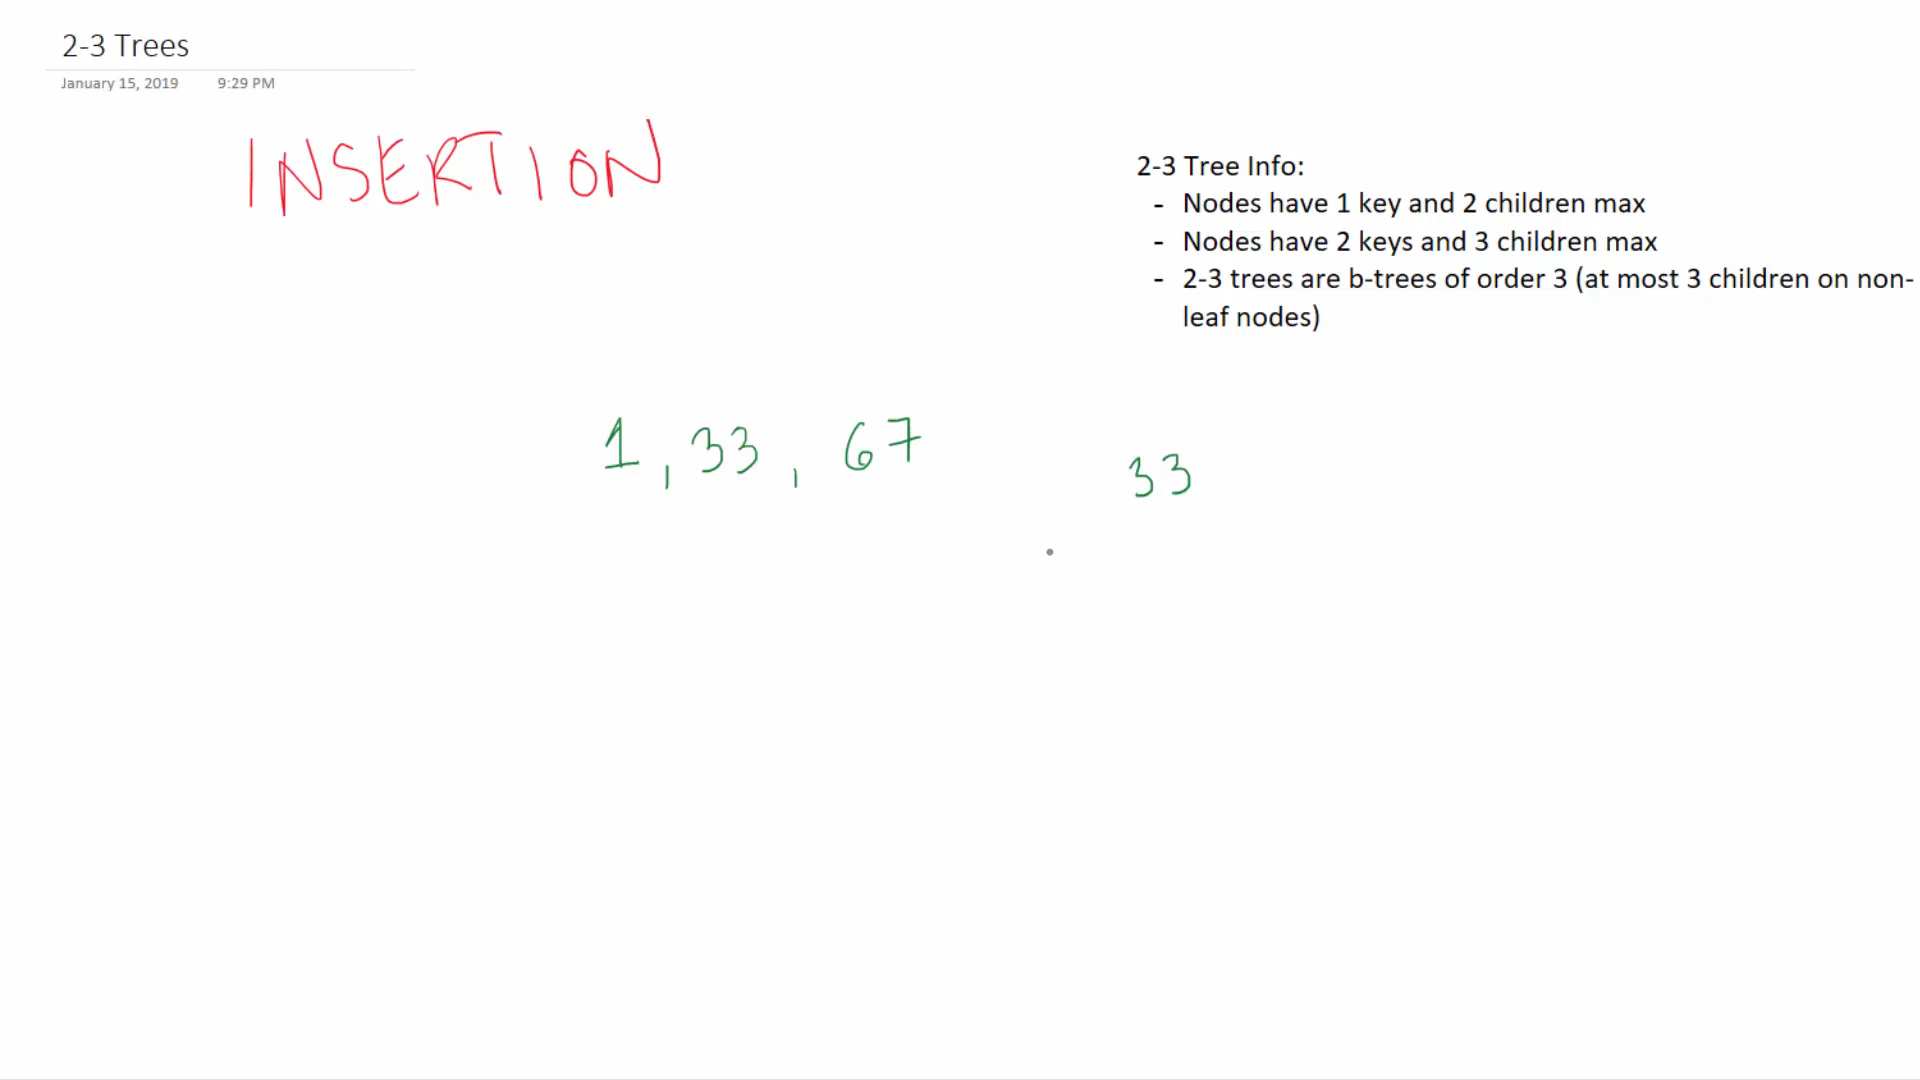 2-3 Trees
January 15, 2019 9:29 PM
INSERTION
2-3 Tree Info:
- Nodes have 1 key and 2 children max
- Nodes have 2 keys and 3 children max
- 2-3 trees are b-trees of order 3 (at most 3 children on non-
leaf nodes)
1, 33, 67
33